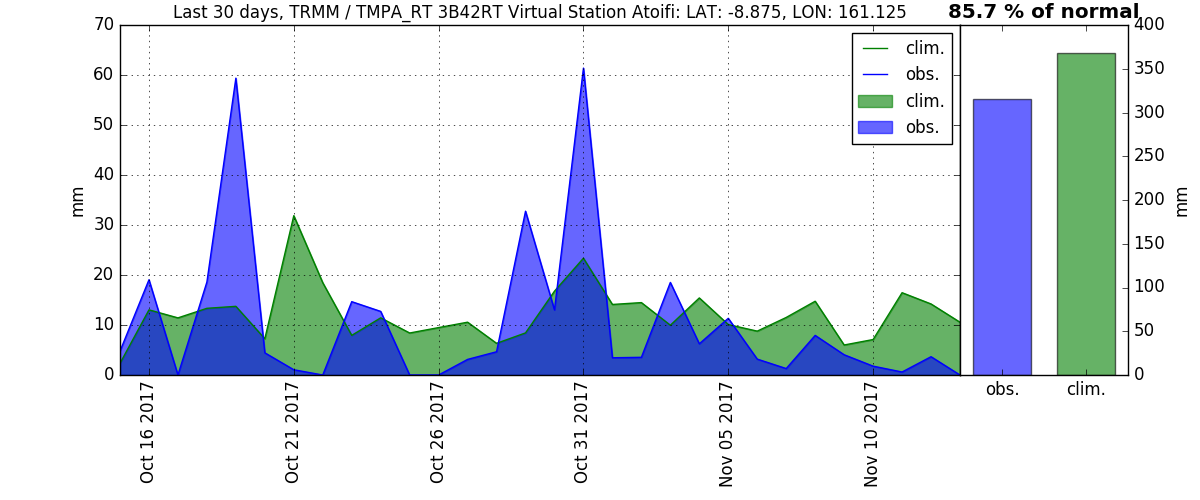 Last 30 days, TRMM / TMPA_RT 3B42RT Virtual Station Atoifi: LAT: -8.875, LON: 161.125
85.7 % of normal
70
60
50
40
30
20
10
0
mm
clim.
obs.
clim.
obs.
Oct 16 2017
Oct 21 2017
Oct 26 2017
Oct 31 2017
Nov 05 2017
Nov 10 2017
400
350
300
250
200
150
100
50
0
mm
obs.
clim.